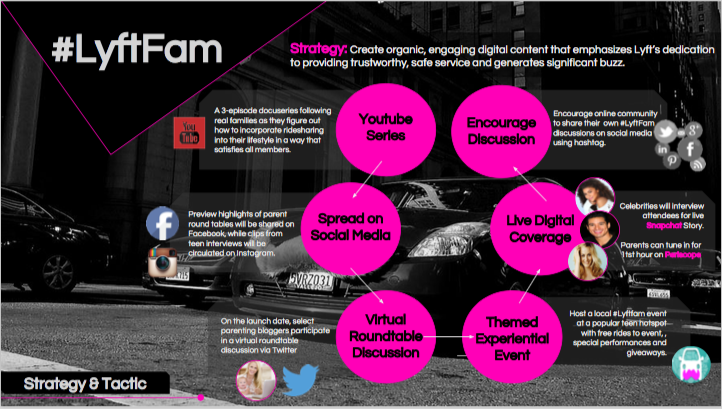 #LyftFam
Strategy: Create organic, engaging digital content that emphasizes Lyft's dedication
to providing trustworthy, safe service and generates significant buzz.
You
Tube
A 3-episode docuseries following
real families as they figure out
how to incorporate ridesharing
into their lifestyle in a way that
satisfies all members.
Youtube
Series
Encourage
Discussion
Encourage online community
to share their own #LyftFam
discussions on social media
using hashtag.
Preview highlights of parent
round tables will be shared on
Facebook, while clips from
teen interviews will be
circulated on Instagram.
Spread on
Social Media
Live Digital
Coverage
Celebrities will interview
attendees for live
Snapchat Story.
Parents can tune in for
1st hour on Periscope
5VRZ031
On the launch date, select
parenting bloggers participate
in a virtual roundtable
discussion via Twitter
Virtual
Roundtable
Discussion
Themed
Experiential
Event
Host a local #Lyftfam event
at a popular teen hotspot—
with free rides to event, ,
special performances and
giveaways.
Strategy & Tactic